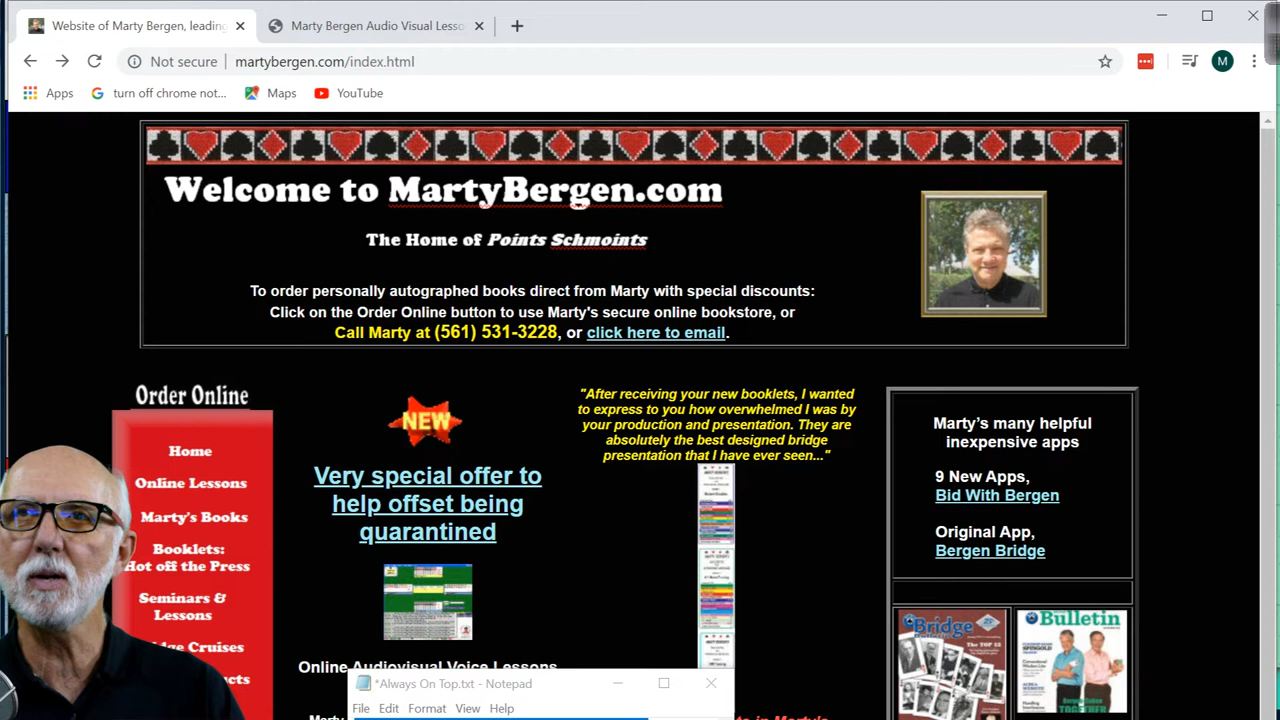 Website of Marty Bergen, leading
Marty Bergen Audio Visual Lesso
Not secure
martybergen.com/index.html
M
Apps
turn off chrome not...
Maps
YouTube
Welcome to MartyBergen.com
The Home of Points Schmoints
To order personally autographed books direct from Marty with special discounts:
Click on the Order Online button to use Marty's secure online bookstore, or
Call Marty at (561) 531-3228, or click here to email.
Order Online
Home
Online Lessons
Marty's Books
Booklets:
Hot off the Press
Seminars &
Lessons
NEW
Very special offer to
help offset being
quarantined
Online Audiovisual Voice Lessons
"After receiving your new booklets, I wanted
to express to you how overwhelmed I was by
your production and presentation. They are
absolutely the best designed bridge
presentation that I have ever seen..."
Marty's many helpful
inexpensive apps
9 New Apps,
Bid With Bergen
Original App,
Bergen Bridge
Bridge
Bulletin
The TOP 52
Bulletin
TOGETHER
*Always On Top.txt - Notepad
File Edit Format View Help